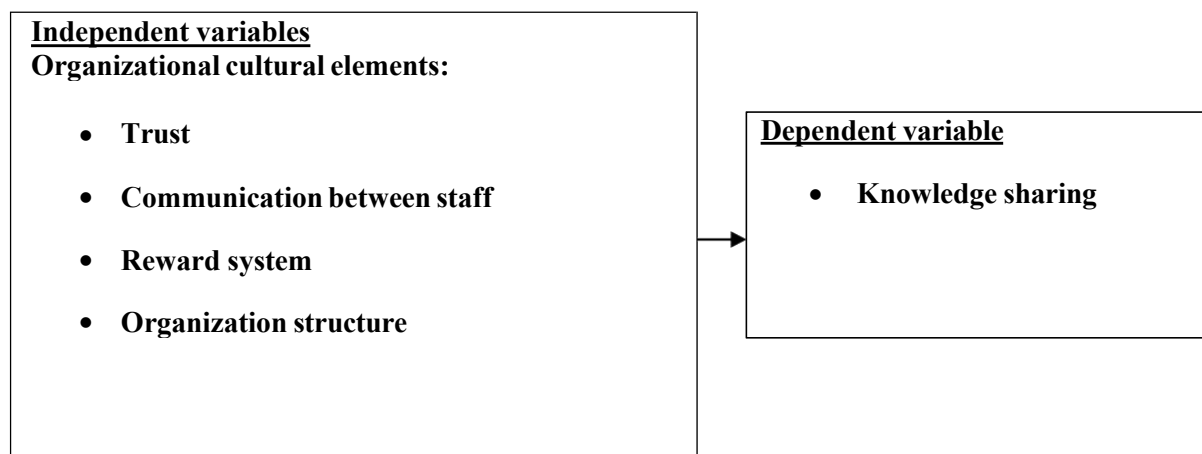 Independent variables
Organizational cultural elements:
• Trust
• Communication between staff
• Reward system
• Organization structure
Dependent variable
• Knowledge sharing